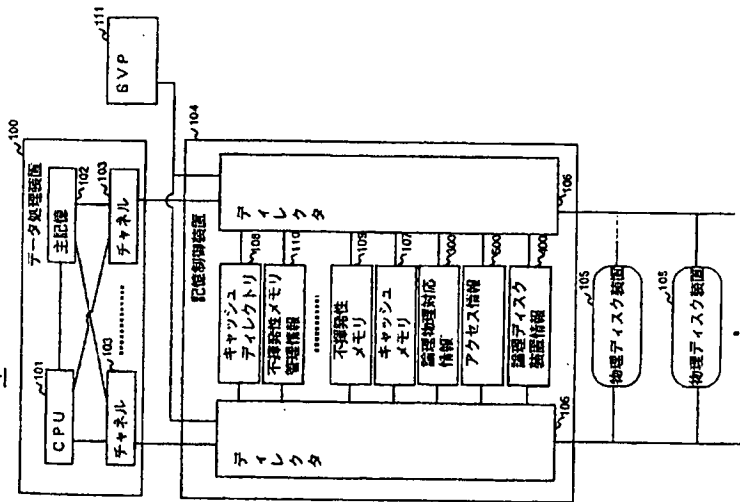 100
データ処理装置
101
CPU
102
主記憶
103
チャネル
103
チャネル
111
SVP
104
記憶制御装置
ディレクタ
106
ディレクタ
106
キャッシュ
ディレクトリ
108
不揮発性メモリ
管理情報
110
不揮発性
メモリ
109
キャッシュ
メモリ
107
論理物理対応
情報
300
アクセス情報
500
論理ディスク
装置情報
400
105
物理ディスク装置
105
物理ディスク装置